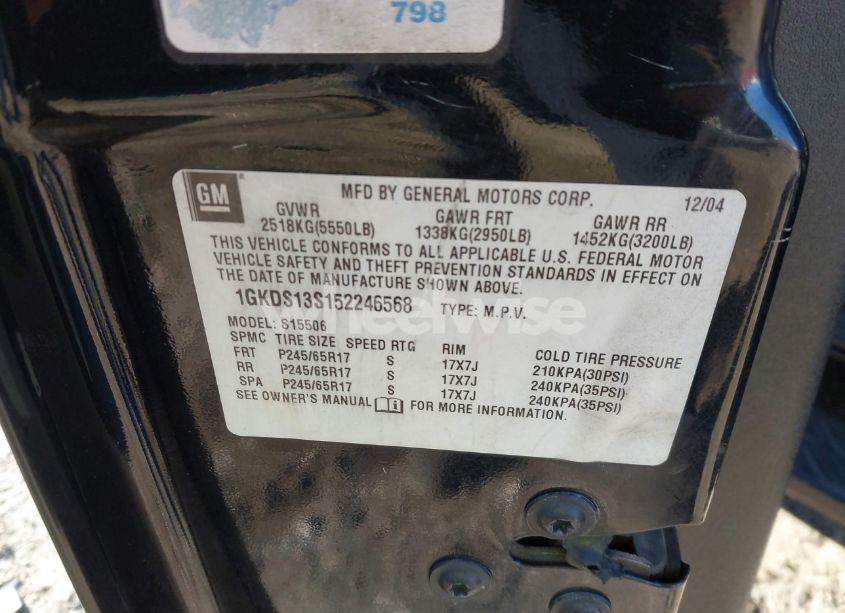 798
GM
MFD BY GENERAL MOTORS CORP. 12/04
GVWR GAWR FRT GAWR RR
2518KG(5550LB) 1338KG(2950LB) 1452KG(3200LB)
THIS VEHICLE CONFORMS TO ALL APPLICABLE U.S. FEDERAL MOTOR
VEHICLE SAFETY AND THEFT PREVENTION STANDARDS IN EFFECT ON
THE DATE OF MANUFACTURE SHOWN ABOVE.
1GKDS13S152246568 TYPE: M.P.V.
wheelwise
MODEL: S15506
SPMC TIRE SIZE SPEED RTG RIM COLD TIRE PRESSURE
FRT P245/65R17 S 17X7J 210KPA(30PSI)
RR P245/65R17 S 17X7J 240KPA(35PSI)
SPA P245/65R17 S 17X7J 240KPA(35PSI)
SEE OWNER'S MANUAL FOR MORE INFORMATION.